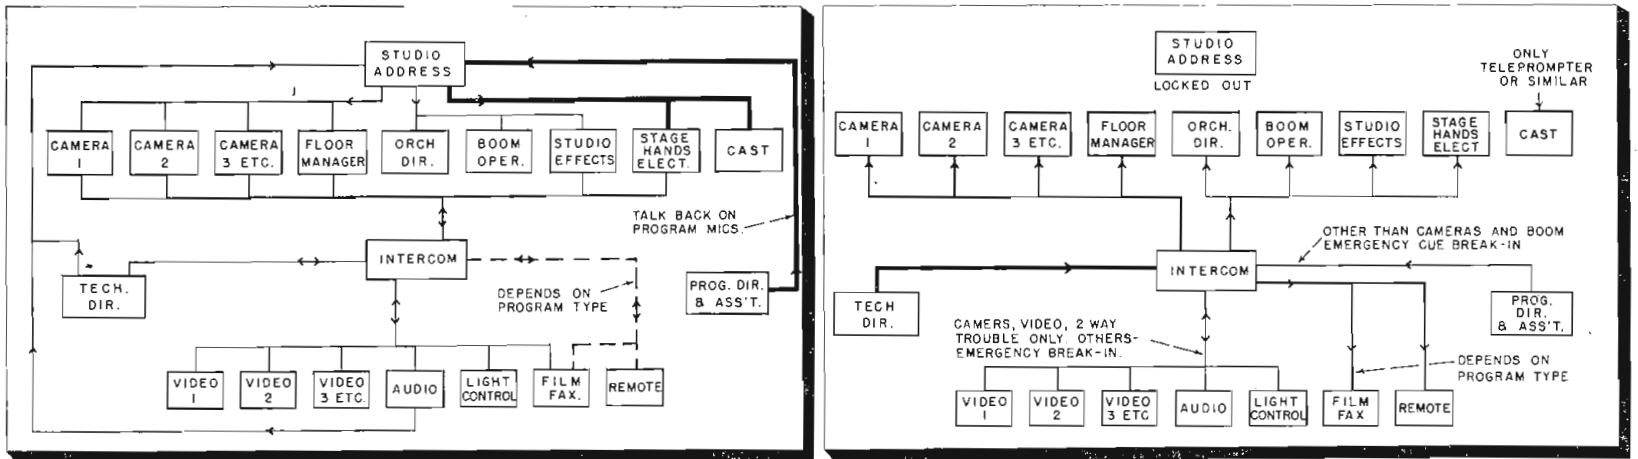 STUDIO
ADDRESS
CAMERA
1
CAMERA
2
CAMERA
3 ETC.
FLOOR
MANAGER
ORCH
DIR.
BOOM
OPER.
STUDIO
EFFECTS
STAGE
HANDS
ELECT.
CAST
TALK BACK ON
PROGRAM MICS.
INTERCOM
TECH.
DIR.
DEPENDS ON
PROGRAM TYPE
PROG. DIR.
& ASS'T.
VIDEO
1
VIDEO
2
VIDEO
3 ETC.
AUDIO
LIGHT
CONTROL
FILM
FAX.
REMOTE
STUDIO
ADDRESS
LOCKED OUT
ONLY
TELEPROMPTER
OR SIMILAR
CAMERA
1
CAMERA
2
CAMERA
3 ETC.
FLOOR
MANAGER
ORCH.
DIR.
BOOM
OPER.
STUDIO
EFFECTS
STAGE
HANDS
ELECT
CAST
OTHER THAN CAMERAS AND BOOM
EMERGENCY CUE BREAK-IN
INTERCOM
TECH
DIR.
PROG.
DIR.
& ASS'T.
CAMERS, VIDEO, 2 WAY
TROUBLE ONLY. OTHERS-
EMERGENCY BREAK-IN.
DEPENDS ON
PROGRAM TYPE
VIDEO
1
VIDEO
2
VIDEO
3 ETC
AUDIO
LIGHT
CONTROL
FILM
FAX
REMOTE